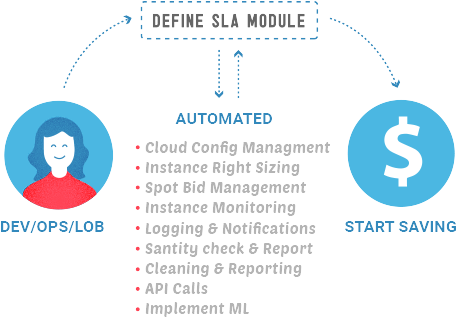 DEFINE SLA MODULE
AUTOMATED
• Cloud Config Managment
• Instance Right Sizing
• Spot Bid Management
• Instance Monitoring
• Logging & Notifications
• Santity check & Report
• Cleaning & Reporting
• API Calls
• Implement ML
DEV/OPS/LOB
$
START SAVING